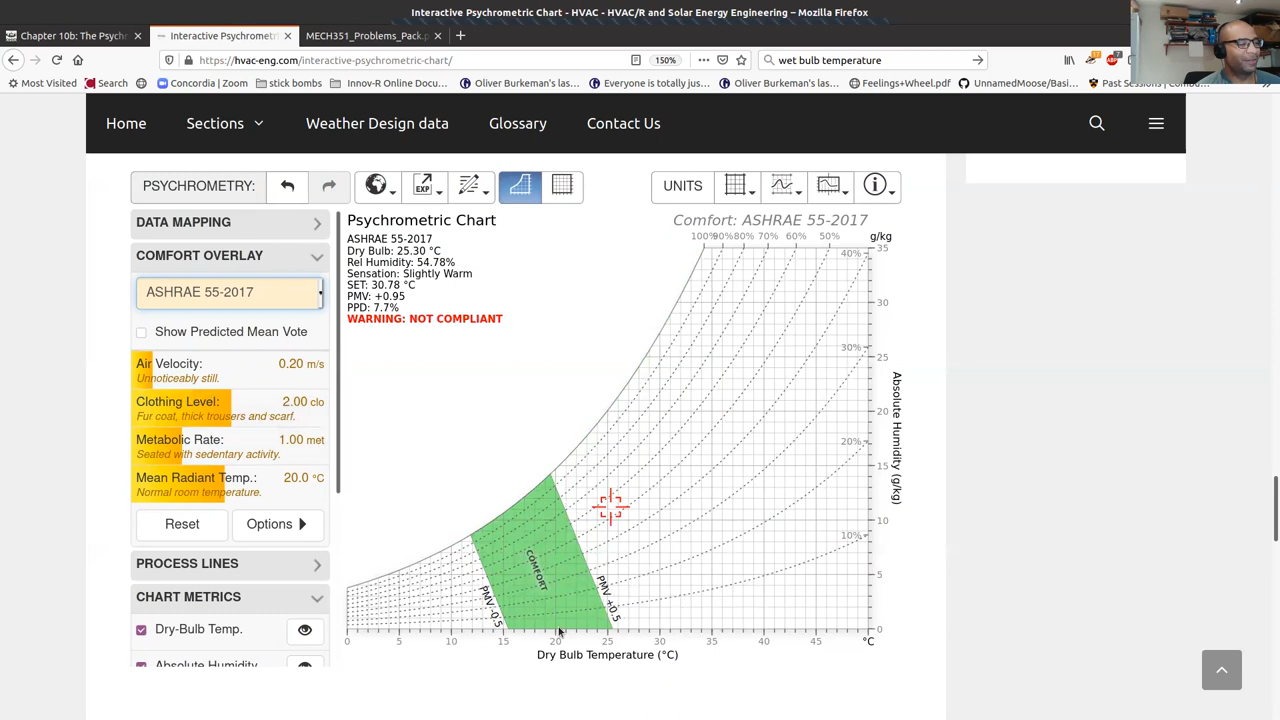 Interactive Psychrometric Chart - HVAC - HVAC/R and Solar Energy Engineering – Mozilla Firefox
Chapter 10b: The Psychr
Interactive Psychrometri
MECH351_Problems_Pack.p
https://hvac-eng.com/interactive-psychrometric-chart/
150%
wet bulb temperature
Most Visited
Search
Concordia | Zoom
stick bombs
Innov-R Online Docu…
Oliver Burkeman's las…
Everyone is totally jus…
Oliver Burkeman's las…
Feelings+Wheel.pdf
UnnamedMoose/Basi…
Past Sessions | Comb
Home
Sections
Weather Design data
Glossary
Contact Us
PSYCHROMETRY:
EXP
UNITS
DATA MAPPING
COMFORT OVERLAY
ASHRAE 55-2017
Show Predicted Mean Vote
Air Velocity: 0.20 m/s
Unnoticeably still.
Clothing Level: 2.00 clo
Fur coat, thick trousers and scarf.
Metabolic Rate: 1.00 met
Seated with sedentary activity.
Mean Radiant Temp.: 20.0 °C
Normal room temperature.
Reset
Options
PROCESS LINES
CHART METRICS
Dry-Bulb Temp.
Absolute Humidity
Psychrometric Chart
ASHRAE 55-2017
Dry Bulb: 25.30 °C
Rel Humidity: 54.78%
Sensation: Slightly Warm
SET: 30.78 °C
PMV: +0.95
PPD: 7.7%
WARNING: NOT COMPLIANT
Comfort: ASHRAE 55-2017
100% 90% 80% 70% 60% 50%
g/kg
40%
30%
20%
10%
35
30
25
20
15
10
5
0
Absolute Humidity (g/kg)
COMFORT
PMV -0.5
PMV +0.5
0 5 10 15 20 25 30 35 40 45 °C
Dry Bulb Temperature (°C)